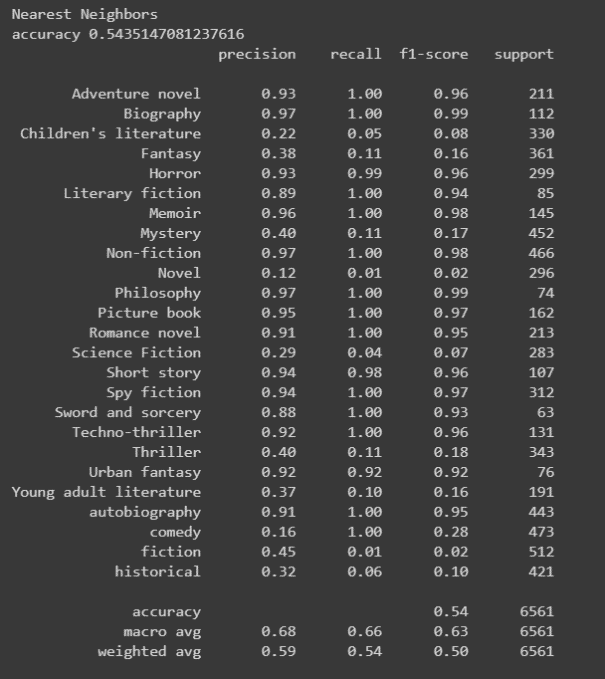 Nearest Neighbors
accuracy 0.5435147081237616
precision recall f1-score support
Adventure novel 0.93 1.00 0.96 211
Biography 0.97 1.00 0.99 112
Children's literature 0.22 0.05 0.08 330
Fantasy 0.38 0.11 0.16 361
Horror 0.93 0.99 0.96 299
Literary fiction 0.89 1.00 0.94 85
Memoir 0.96 1.00 0.98 145
Mystery 0.40 0.11 0.17 452
Non-fiction 0.97 1.00 0.98 466
Novel 0.12 0.01 0.02 296
Philosophy 0.97 1.00 0.99 74
Picture book 0.95 1.00 0.97 162
Romance novel 0.91 1.00 0.95 213
Science Fiction 0.29 0.04 0.07 283
Short story 0.94 0.98 0.96 107
Spy fiction 0.94 1.00 0.97 312
Sword and sorcery 0.88 1.00 0.93 63
Techno-thriller 0.92 1.00 0.96 131
Thriller 0.40 0.11 0.18 343
Urban fantasy 0.92 0.92 0.92 76
Young adult literature 0.37 0.10 0.16 191
autobiography 0.91 1.00 0.95 443
comedy 0.16 1.00 0.28 473
fiction 0.45 0.01 0.02 512
historical 0.32 0.06 0.10 421
accuracy 0.54 6561
macro avg 0.68 0.66 0.63 6561
weighted avg 0.59 0.54 0.50 6561